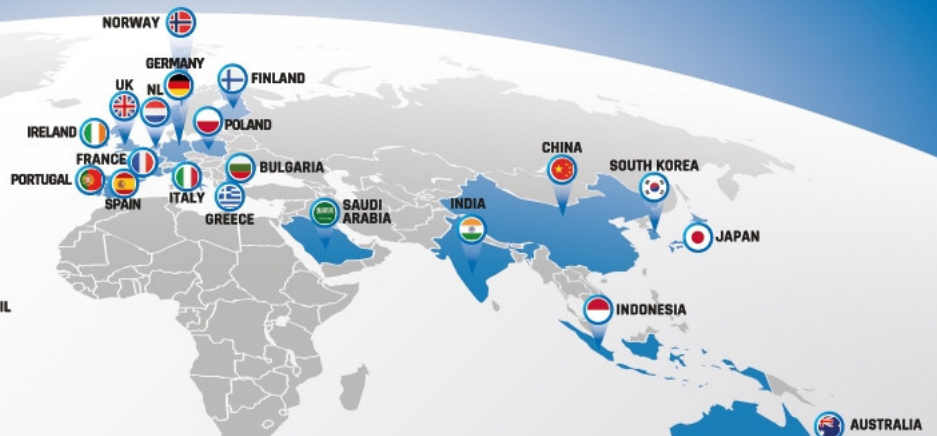 NORWAY
GERMANY
FINLAND
UK
NL
POLAND
IRELAND
FRANCE
BULGARIA
PORTUGAL
SPAIN
ITALY
GREECE
SAUDI
ARABIA
INDIA
CHINA
SOUTH KOREA
JAPAN
IL
INDONESIA
AUSTRALIA